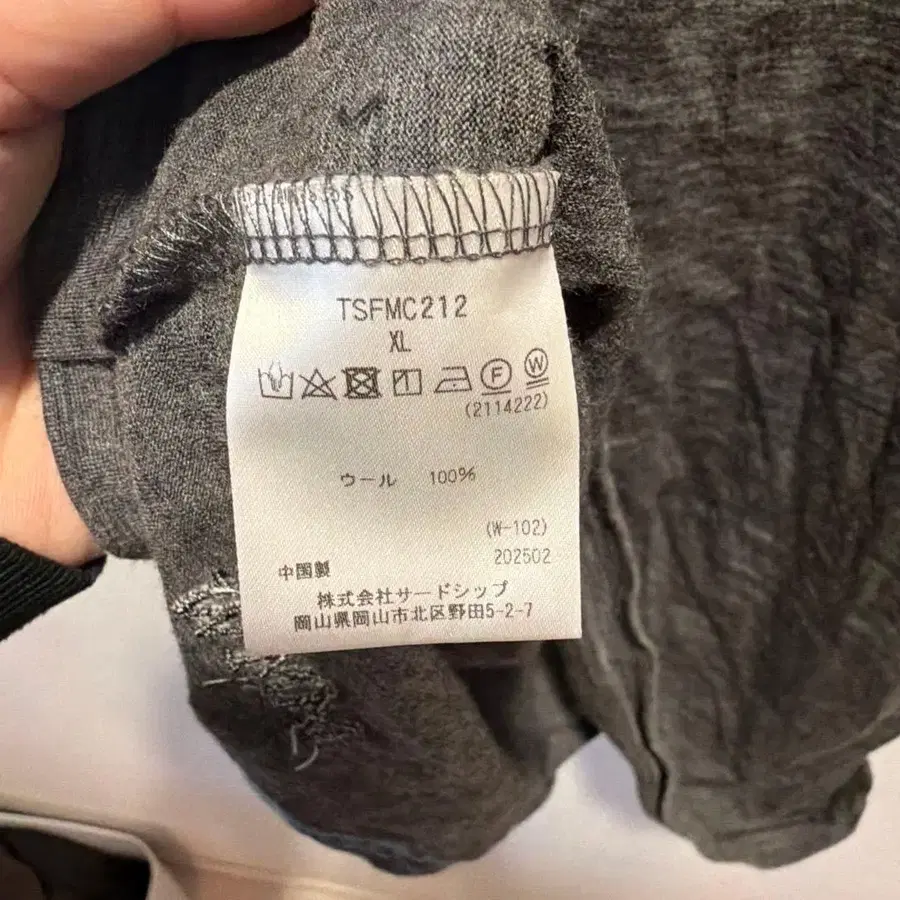 TSFMC212
XL
F W
(2114222)
ウール 100%
(W-102)
202502
中国製
株式会社サードシップ
岡山県岡山市北区野田5-2-7